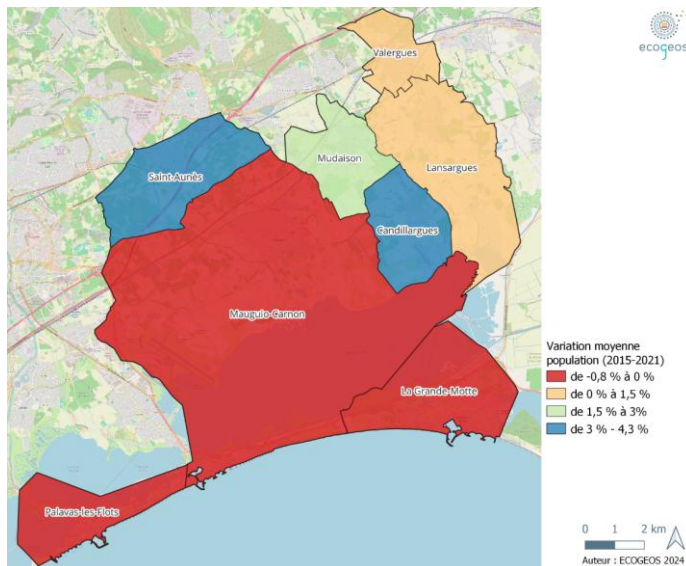 ecogeos
Valergues
Mudaison
Lansargues
Saint-Aunès
Candillargues
Mauguio-Carnon
La Grande-Motte
Palavas-les-Flots
Variation moyenne
population (2015-2021)
de -0,8 % à 0 %
de 0 % à 1,5 %
de 1,5 % à 3%
de 3 % - 4,3 %
0 1 2 km
Auteur : ECOGEOS 2024